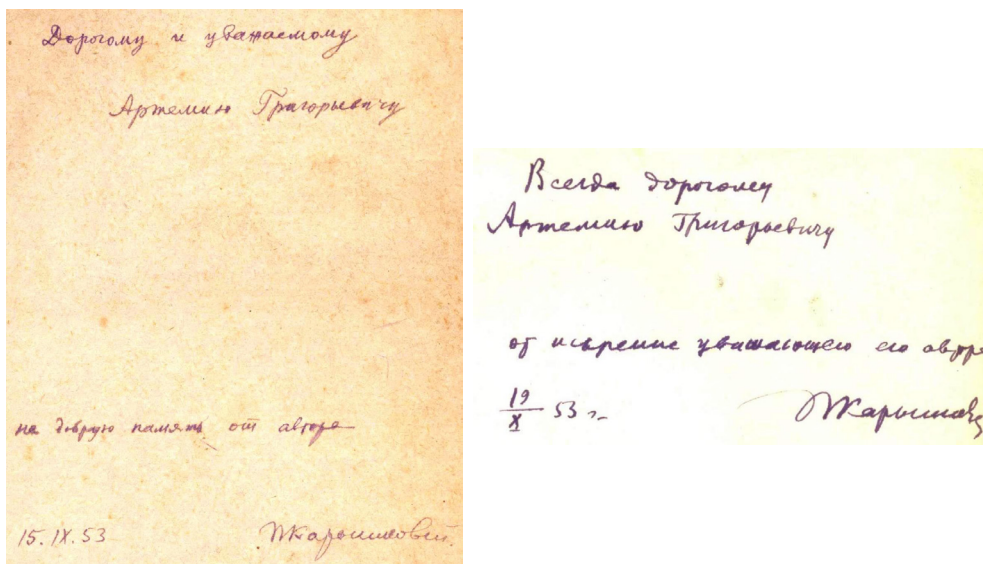 Дорогому и уважаемому
Артемию Григорьевичу
на добрую память от автора
15.IX.53
Всегда дорогому
Артемию Григорьевичу
от искренне уважающего его автора
19
X 53 г.